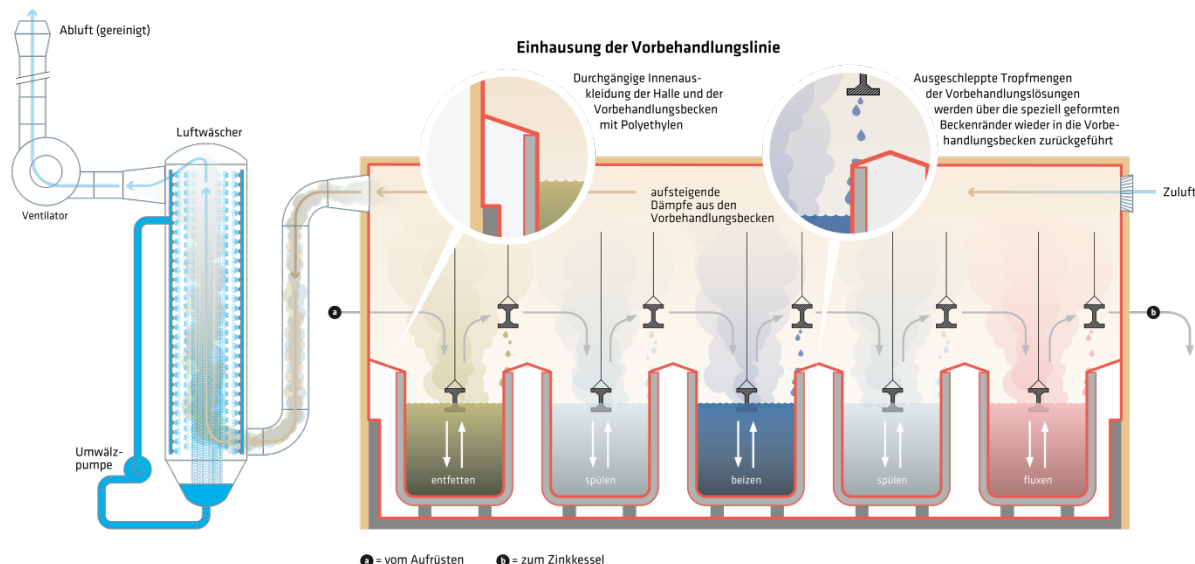 Abluft (gereinigt)
Einhausung der Vorbehandlungslinie
Durchgängige Innenaus-
kleidung der Halle und der
Vorbehandlungsbecken
mit Polyethylen
Ausgeschleppte Tropfmengen
der Vorbehandlungslösungen
werden über die speziell geformten
Beckenränder wieder in die Vorbe-
handlungsbecken zurückgeführt
Luftwäscher
Ventilator
aufsteigende
Dämpfe aus den
Vorbehandlungsbecken
Zuluft
a
b
Umwälz-
pumpe
entfetten
spülen
beizen
spülen
fluxen
a = vom Aufrüsten
b = zum Zinkkessel